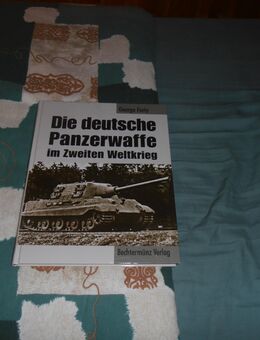 George Forty
Die deutsche
Panzerwaffe
im Zweiten Weltkrieg
Bechtermünz Verlag